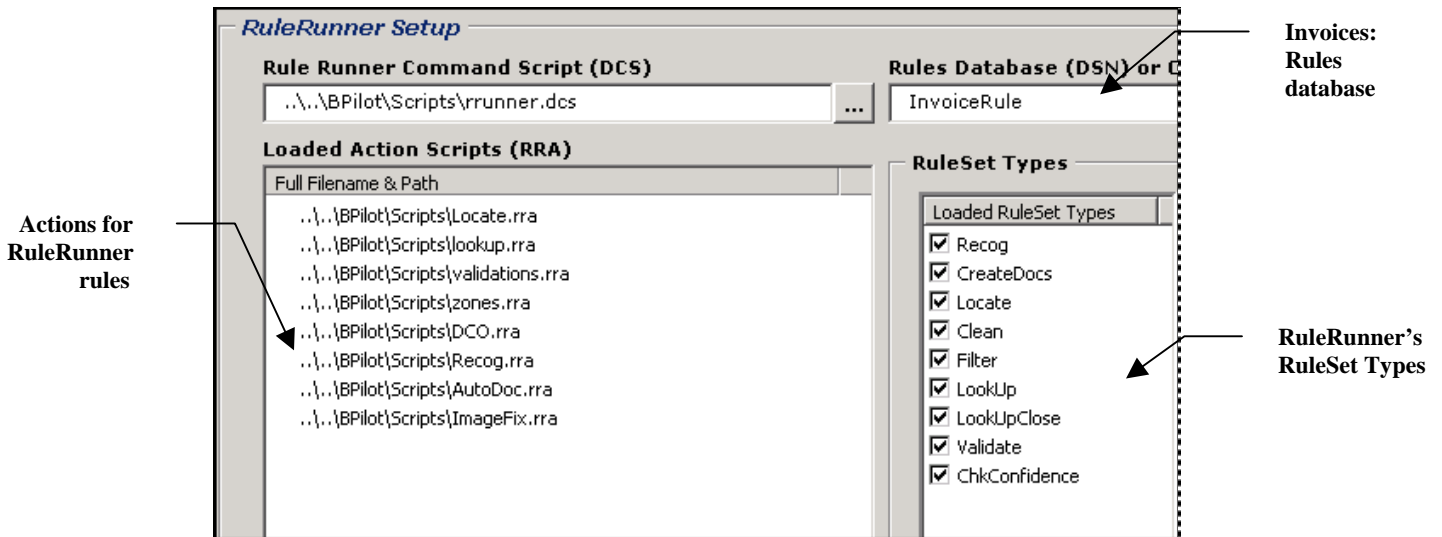 RuleRunner Setup
Rule Runner Command Script (DCS)
..\..\BPilot\Scripts\rrunner.dcs
...
Loaded Action Scripts (RRA)
Full Filename & Path
..\..\BPilot\Scripts\Locate.rra
..\..\BPilot\Scripts\lookup.rra
..\..\BPilot\Scripts\validations.rra
..\..\BPilot\Scripts\zones.rra
..\..\BPilot\Scripts\DCO.rra
..\..\BPilot\Scripts\Recog.rra
..\..\BPilot\Scripts\AutoDoc.rra
..\..\BPilot\Scripts\ImageFix.rra
Rules Database (DSN) or C
InvoiceRule
RuleSet Types
Loaded RuleSet Types
Recog
CreateDocs
Locate
Clean
Filter
LookUp
LookUpClose
Validate
ChkConfidence
Actions for
RuleRunner
rules
Invoices:
Rules
database
RuleRunner’s
RuleSet Types